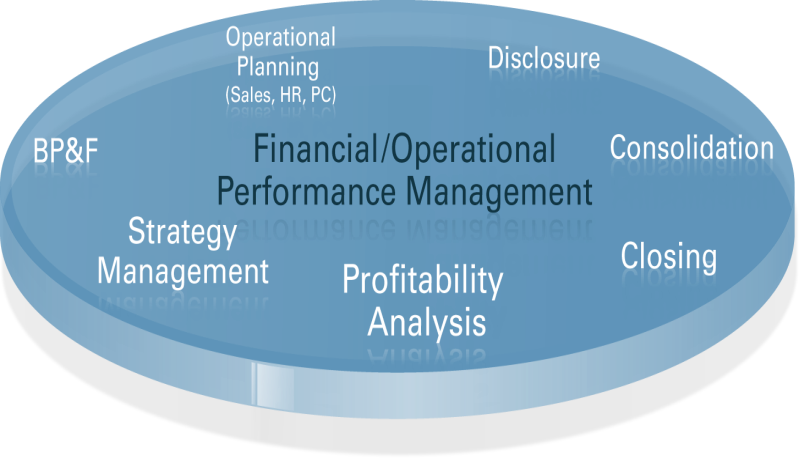 Operational
Planning
(Sales, HR, PC)
Disclosure
BP&F
Financial/Operational
Performance Management
Consolidation
Strategy
Management
Profitability
Analysis
Closing